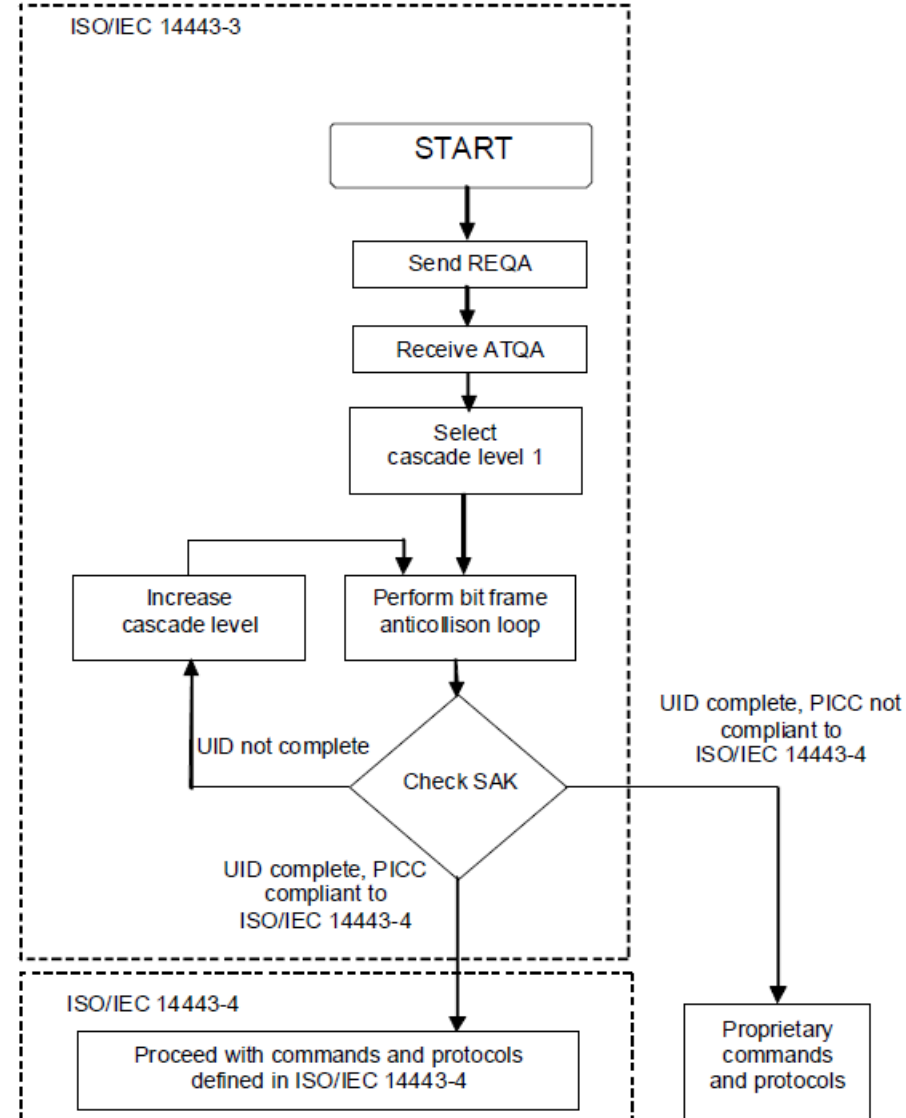 ISO/IEC 14443-3
START
Send REQA
Receive ATQA
Select
cascade level 1
Increase
cascade level
Perform bit frame
anticollison loop
UID not complete
Check SAK
UID complete, PICC not
compliant to
ISO/IEC 14443-4
UID complete, PICC
compliant to
ISO/IEC 14443-4
ISO/IEC 14443-4
Proceed with commands and protocols
defined in ISO/IEC 14443-4
Proprietary
commands
and protocols